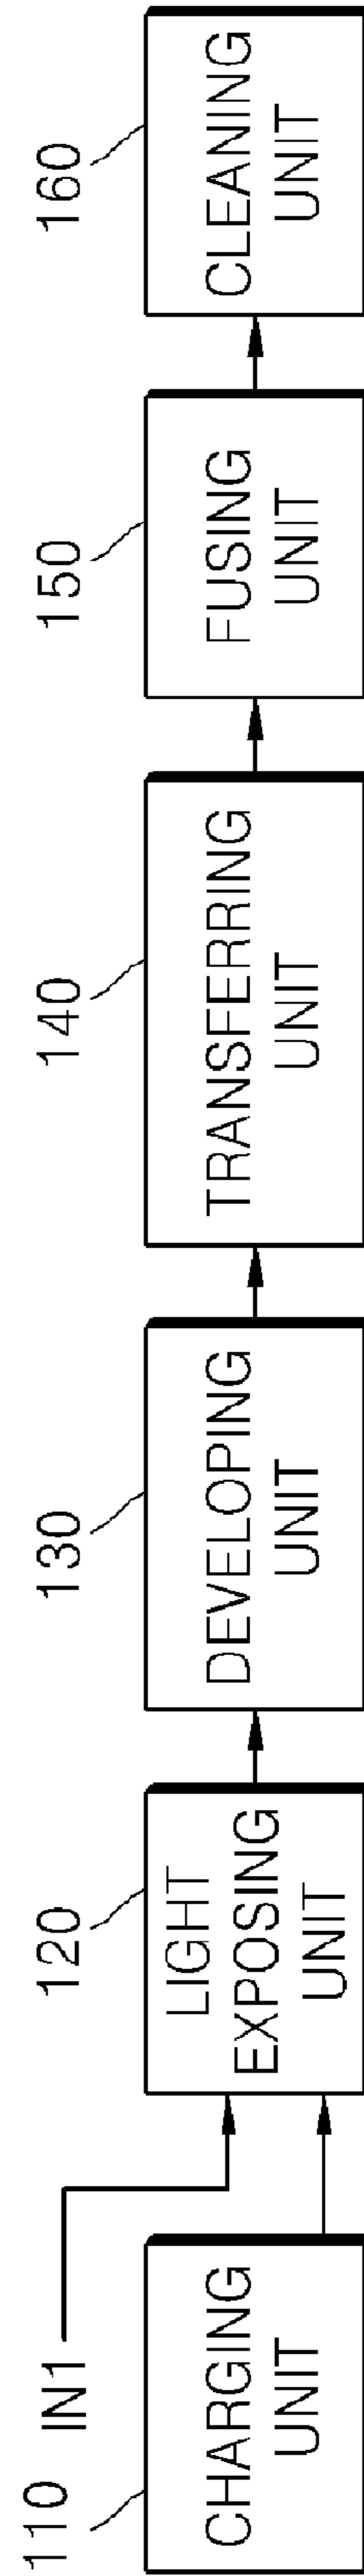 110
IN1
120
130
140
150
160
CHARGING
UNIT
LIGHT
EXPOSING
UNIT
DEVELOPING
UNIT
TRANSFERRING
UNIT
FUSING
UNIT
CLEANING
UNIT